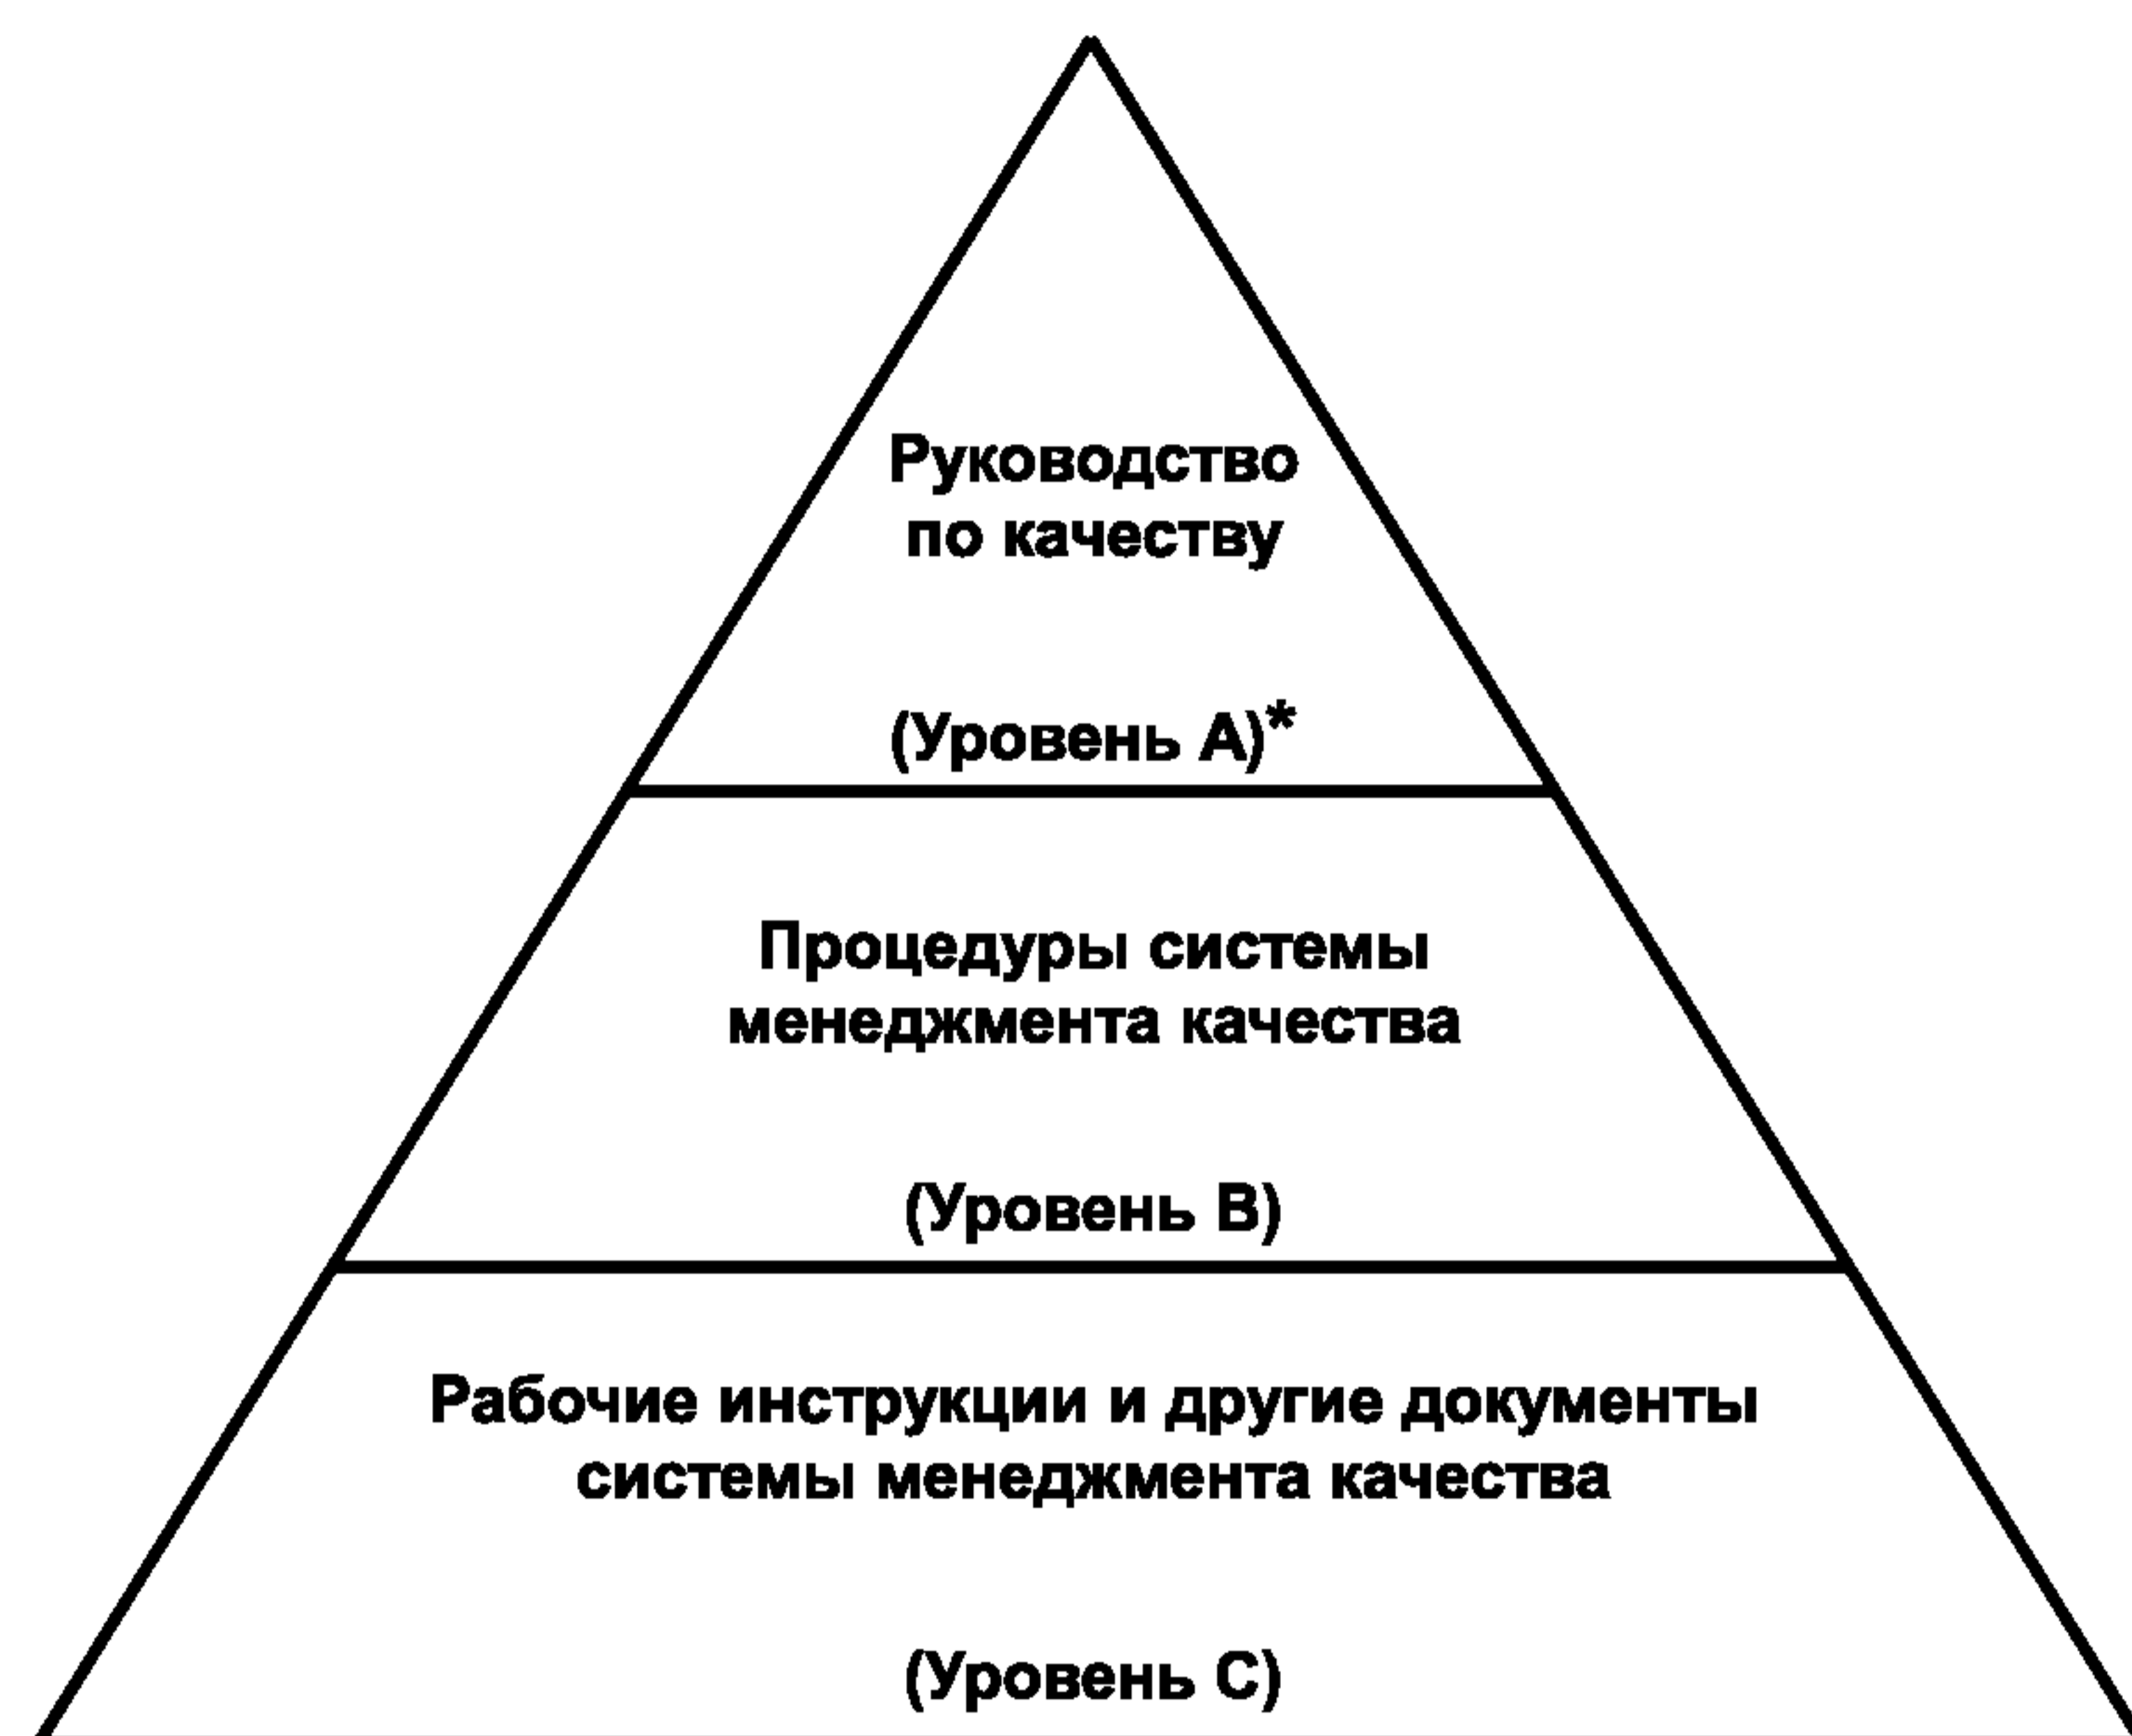 Руководство
по качеству
(Уровень А)*
Процедуры системы
менеджмента качества
(Уровень В)
Рабочие инструкции и другие документы
системы менеджмента качества
(Уровень С)